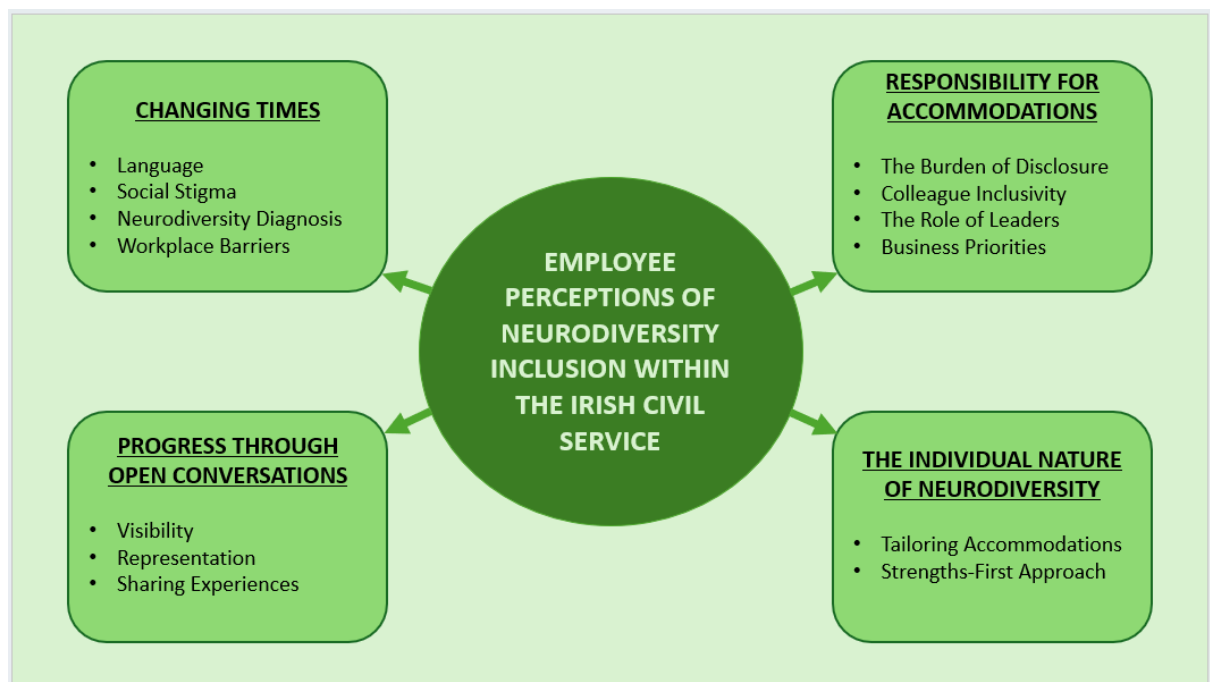 CHANGING TIMES
• Language
• Social Stigma
• Neurodiversity Diagnosis
• Workplace Barriers
RESPONSIBILITY FOR
ACCOMMODATIONS
• The Burden of Disclosure
• Colleague Inclusivity
• The Role of Leaders
• Business Priorities
EMPLOYEE
PERCEPTIONS OF
NEURODIVERSITY
INCLUSION WITHIN
THE IRISH CIVIL
SERVICE
PROGRESS THROUGH
OPEN CONVERSATIONS
• Visibility
• Representation
• Sharing Experiences
THE INDIVIDUAL NATURE
OF NEURODIVERSITY
• Tailoring Accommodations
• Strengths-First Approach